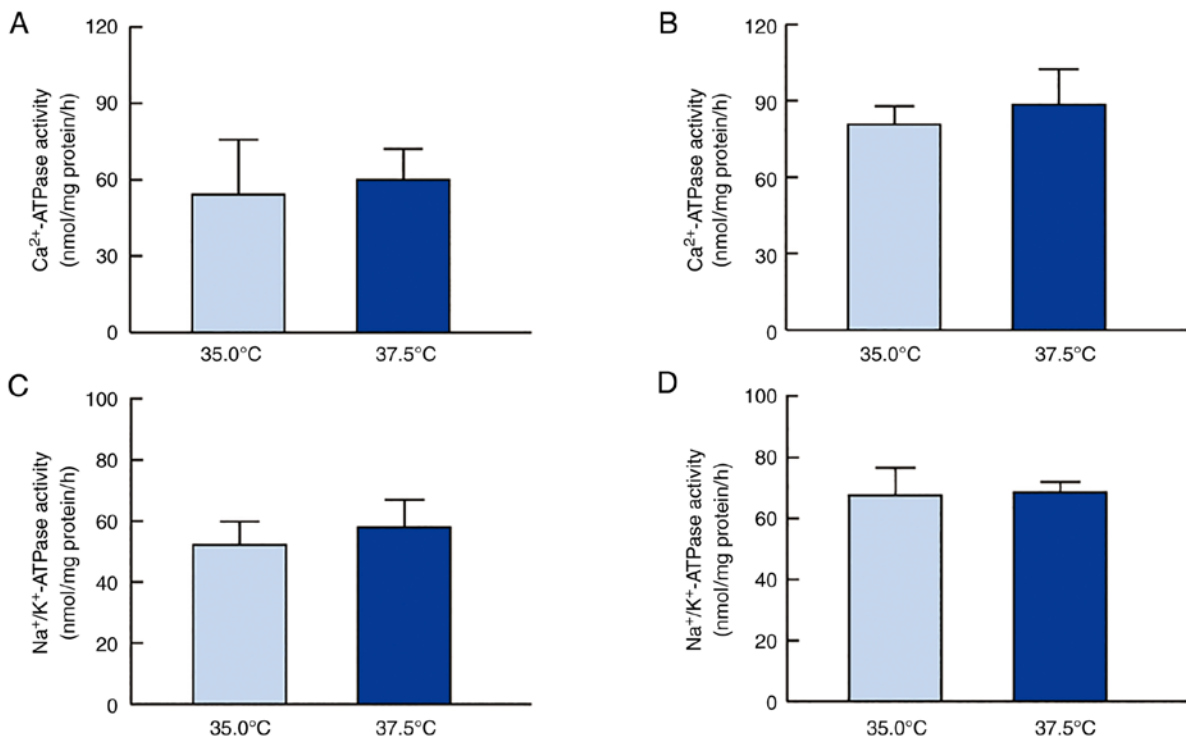 A
Ca²⁺-ATPase activity
(nmol/mg protein/h)
120
90
60
30
0
35.0°C
37.5°C
B
Ca²⁺-ATPase activity
(nmol/mg protein/h)
120
90
60
30
0
35.0°C
37.5°C
C
Na⁺/K⁺-ATPase activity
(nmol/mg protein/h)
100
80
60
40
20
0
35.0°C
37.5°C
D
Na⁺/K⁺-ATPase activity
(nmol/mg protein/h)
100
80
60
40
20
0
35.0°C
37.5°C